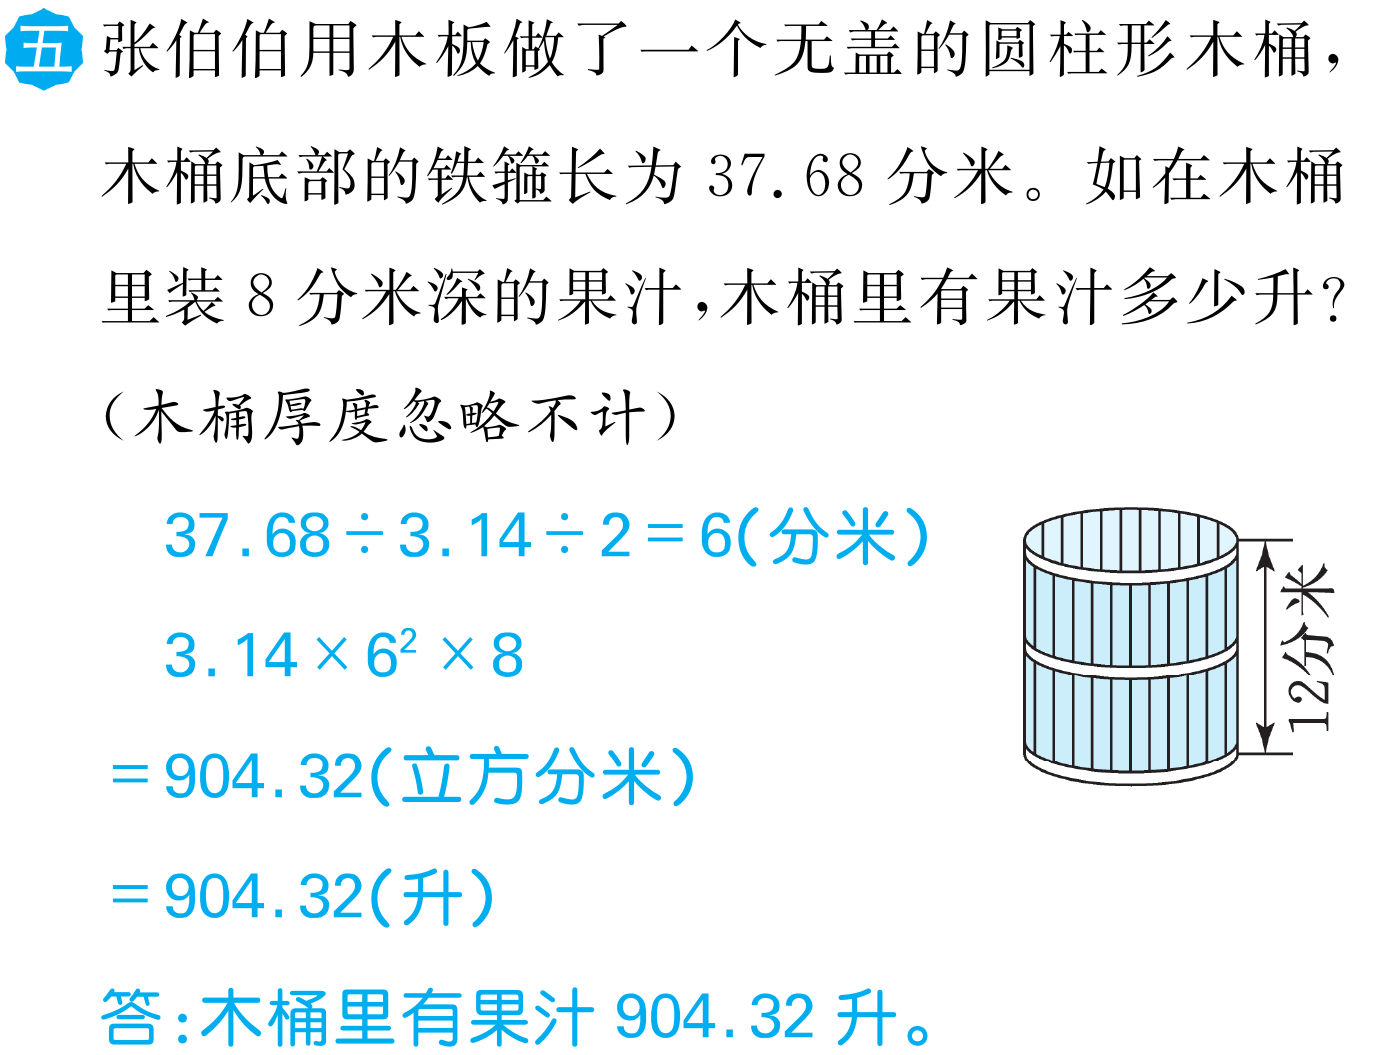 五 张伯伯用木板做了一个无盖的圆柱形木桶，
木桶底部的铁箍长为 37.68 分米。如在木桶
里装 8 分米深的果汁，木桶里有果汁多少升？
（木桶厚度忽略不计）
37.68÷3.14÷2＝6(分米)
3.14×6²×8
＝904.32(立方分米)
＝904.32(升)
答：木桶里有果汁 904.32 升。
12分米